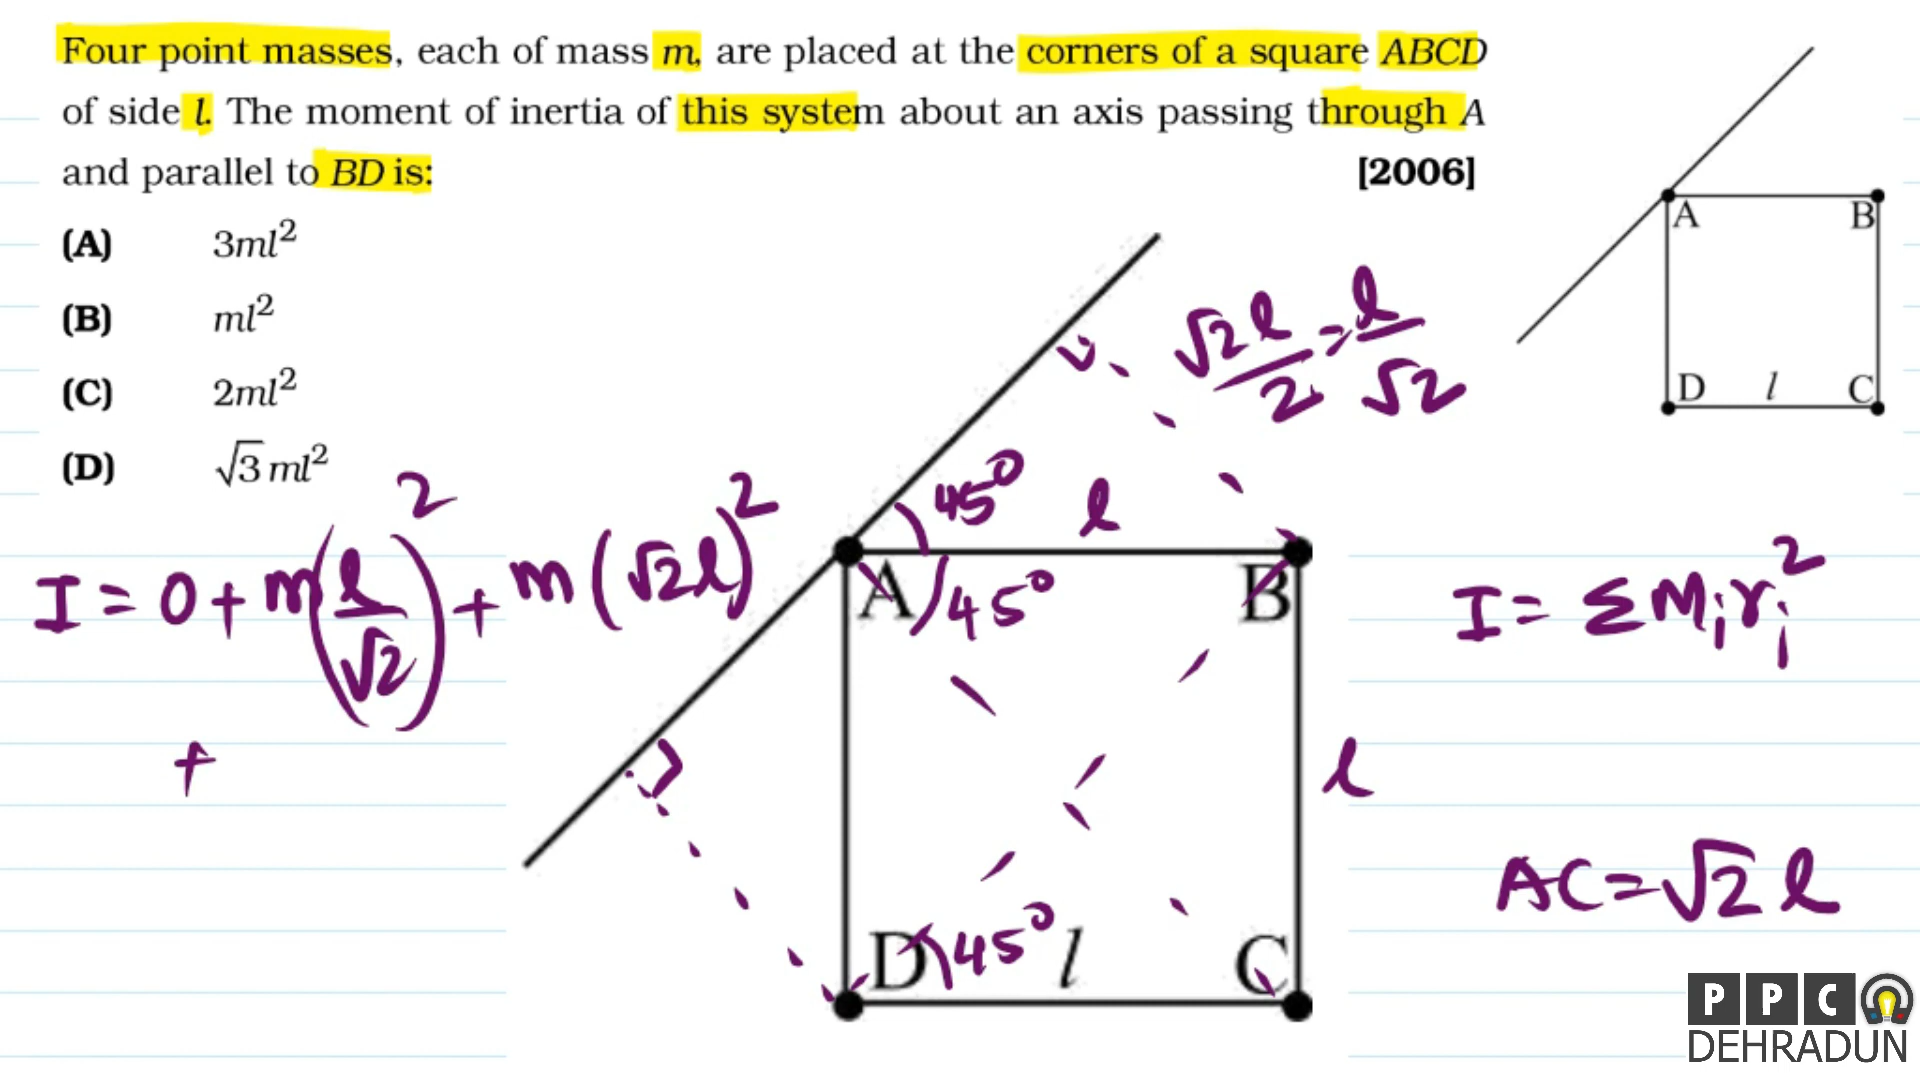 Four point masses, each of mass m, are placed at the corners of a square ABCD
of side l. The moment of inertia of this system about an axis passing through A
and parallel to BD is: [2006]
(A) 3ml²
(B) ml²
(C) 2ml²
(D) √3 ml²
A B
D l C
√2l/2 = l/√2
45° l
A 45° B
I = 0 + m(l/√2)² + m(√2l)²
+
I = Σ Miri²
l
D 45° l C
AC = √2 l
PPC
DEHRADUN